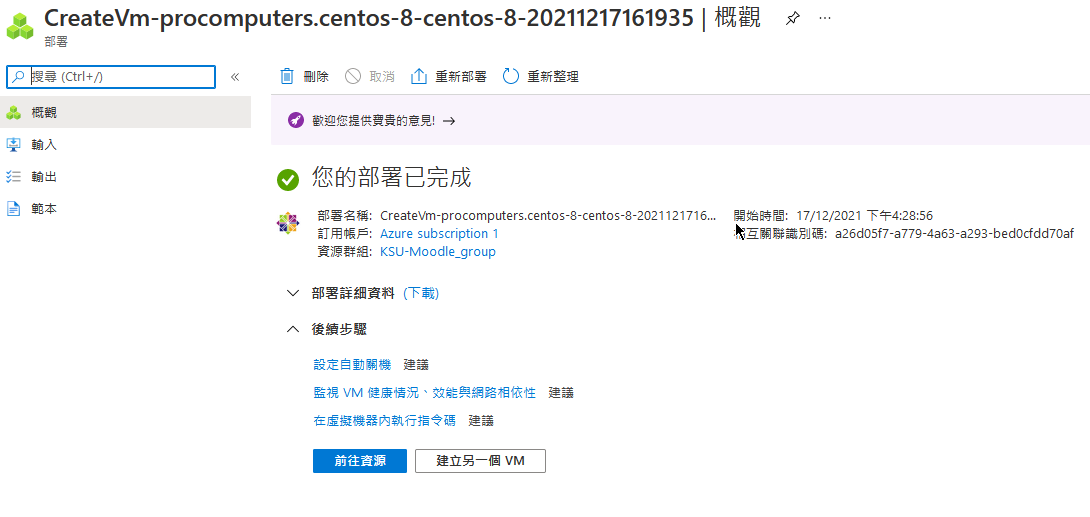 CreateVm-procomputers.centos-8-centos-8-20211217161935 | 概觀
部署
搜尋 (Ctrl+/)
概觀
輸入
輸出
範本
刪除 取消 重新部署 重新整理
歡迎您提供寶貴的意見! →
您的部署已完成
部署名稱: CreateVm-procomputers.centos-8-centos-8-2021121716... 開始時間: 17/12/2021 下午4:28:56
訂用帳戶: Azure subscription 1 互關聯識別碼: a26d05f7-a779-4a63-a293-bed0cfdd70af
資源群組: KSU-Moodle_group
部署詳細資料 (下載)
後續步驟
設定自動關機 建議
監視 VM 健康情況、效能與網路相依性 建議
在虛擬機器內執行指令碼 建議
前往資源 建立另一個 VM